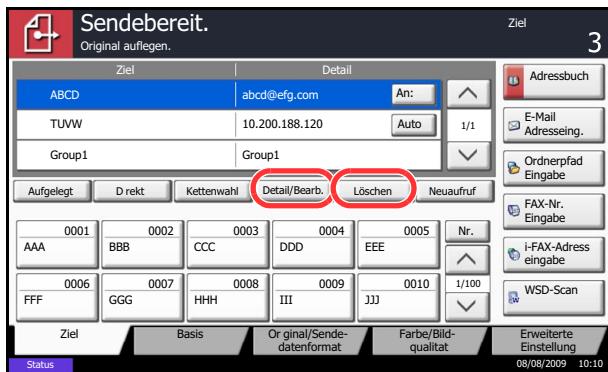 Sendebereit.
Original auflegen.
Ziel
3
Ziel Detail
ABCD abcd@efg.com An:
TUVW 10.200.188.120 Auto 1/1
Group1 Group1
Aufgelegt D rekt Kettenwahl Detail/Bearb. Löschen Neuaufruf
0001 0002 0003 0004 0005 Nr.
AAA BBB CCC DDD EEE
0006 0007 0008 0009 0010 1/100
FFF GGG HHH III JJJ
Adressbuch
E-Mail
Adresseing.
Ordnerpfad
Eingabe
FAX-Nr.
Eingabe
i-FAX-Adress
eingabe
WSD-Scan
Ziel Basis Or ginal/Sende- Farbe/Bild- Erweiterte
datenformat qualitat Einstellung
Status 08/08/2009 10:10